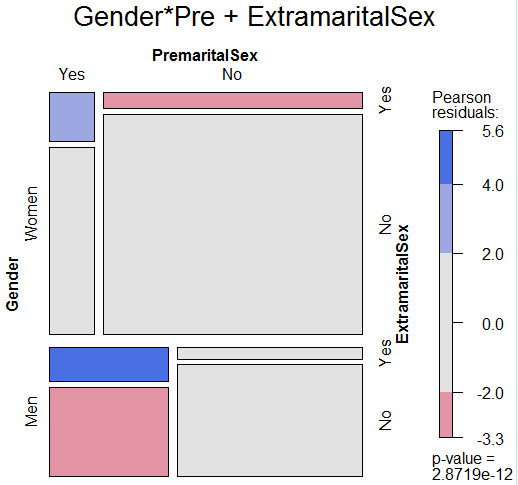 Gender*Pre + ExtramaritalSex
PremaritalSex
Yes
No
Pearson
residuals:
Gender
Women
Men
Yes
No
Yes
No
ExtramaritalSex
5.6
4.0
2.0
0.0
-2.0
-3.3
p-value =
2.8719e-12